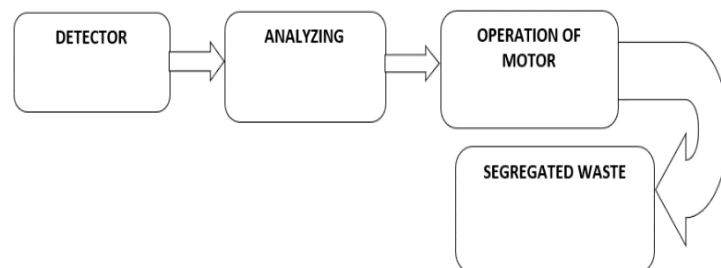 DETECTOR
ANALYZING
OPERATION OF
MOTOR
SEGREGATED WASTE